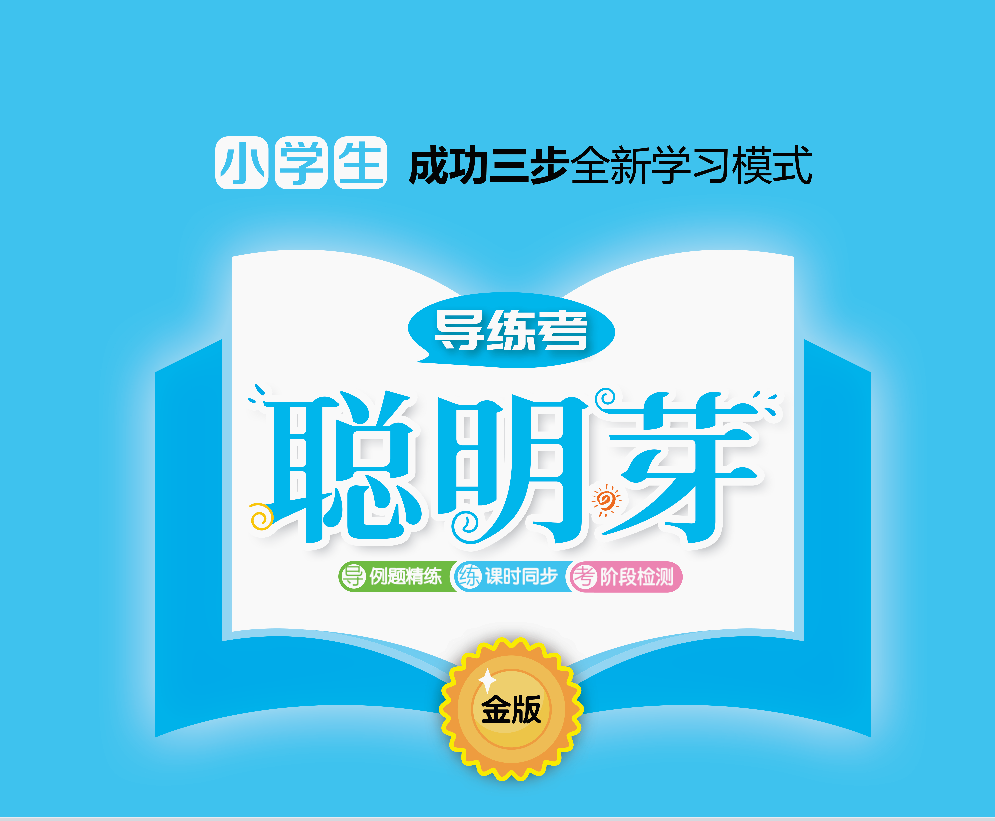 小学生 成功三步全新学习模式
导练考
聪明芽
导 例题精练 练 课时同步 考 阶段检测
金版